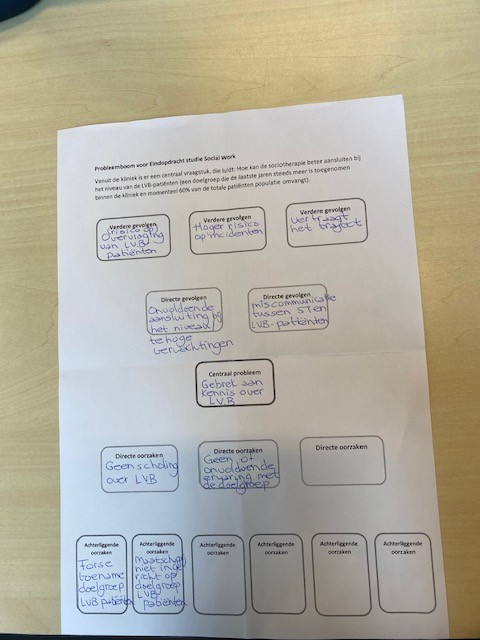 Probleemboom voor Eindopdracht studie Social Work
Vanuit de kliniek is er een centraal vraagstuk, die luidt: Hoe kan de sociotherapie beter aansluiten bij
het niveau van de LVB-patiënten (een doelgroep die de laatste jaren steeds meer is toegenomen
binnen de kliniek en momenteel 60% van de totale patiënten populatie omvangt).
Verdere gevolgen
risico op
overvraging
van LVB
patiënten
Verdere gevolgen
Hoger risico
op incidenten
Verdere gevolgen
vertraagt
het traject
Directe gevolgen
Onvoldoende
aansluiting bij
het niveau/
te hoge
verwachtingen
Directe gevolgen
miscommunicatie
tussen ST en
LVB-patiënten
Centraal probleem
Gebrek aan
kennis over
LVB
Directe oorzaken
Geen scholing
over LVB
Directe oorzaken
Geen of
onvoldoende
ervaring met
de doelgroep
Directe oorzaken
Achterliggende
oorzaken
Forse
toename
doelgroep
LVB patiënten
Achterliggende
oorzaken
Maatschappij
niet inge
richt op
doelgroep
LVB
patiënten
Achterliggende
oorzaken
Achterliggende
oorzaken
Achterliggende
oorzaken
Achterliggende
oorzaken